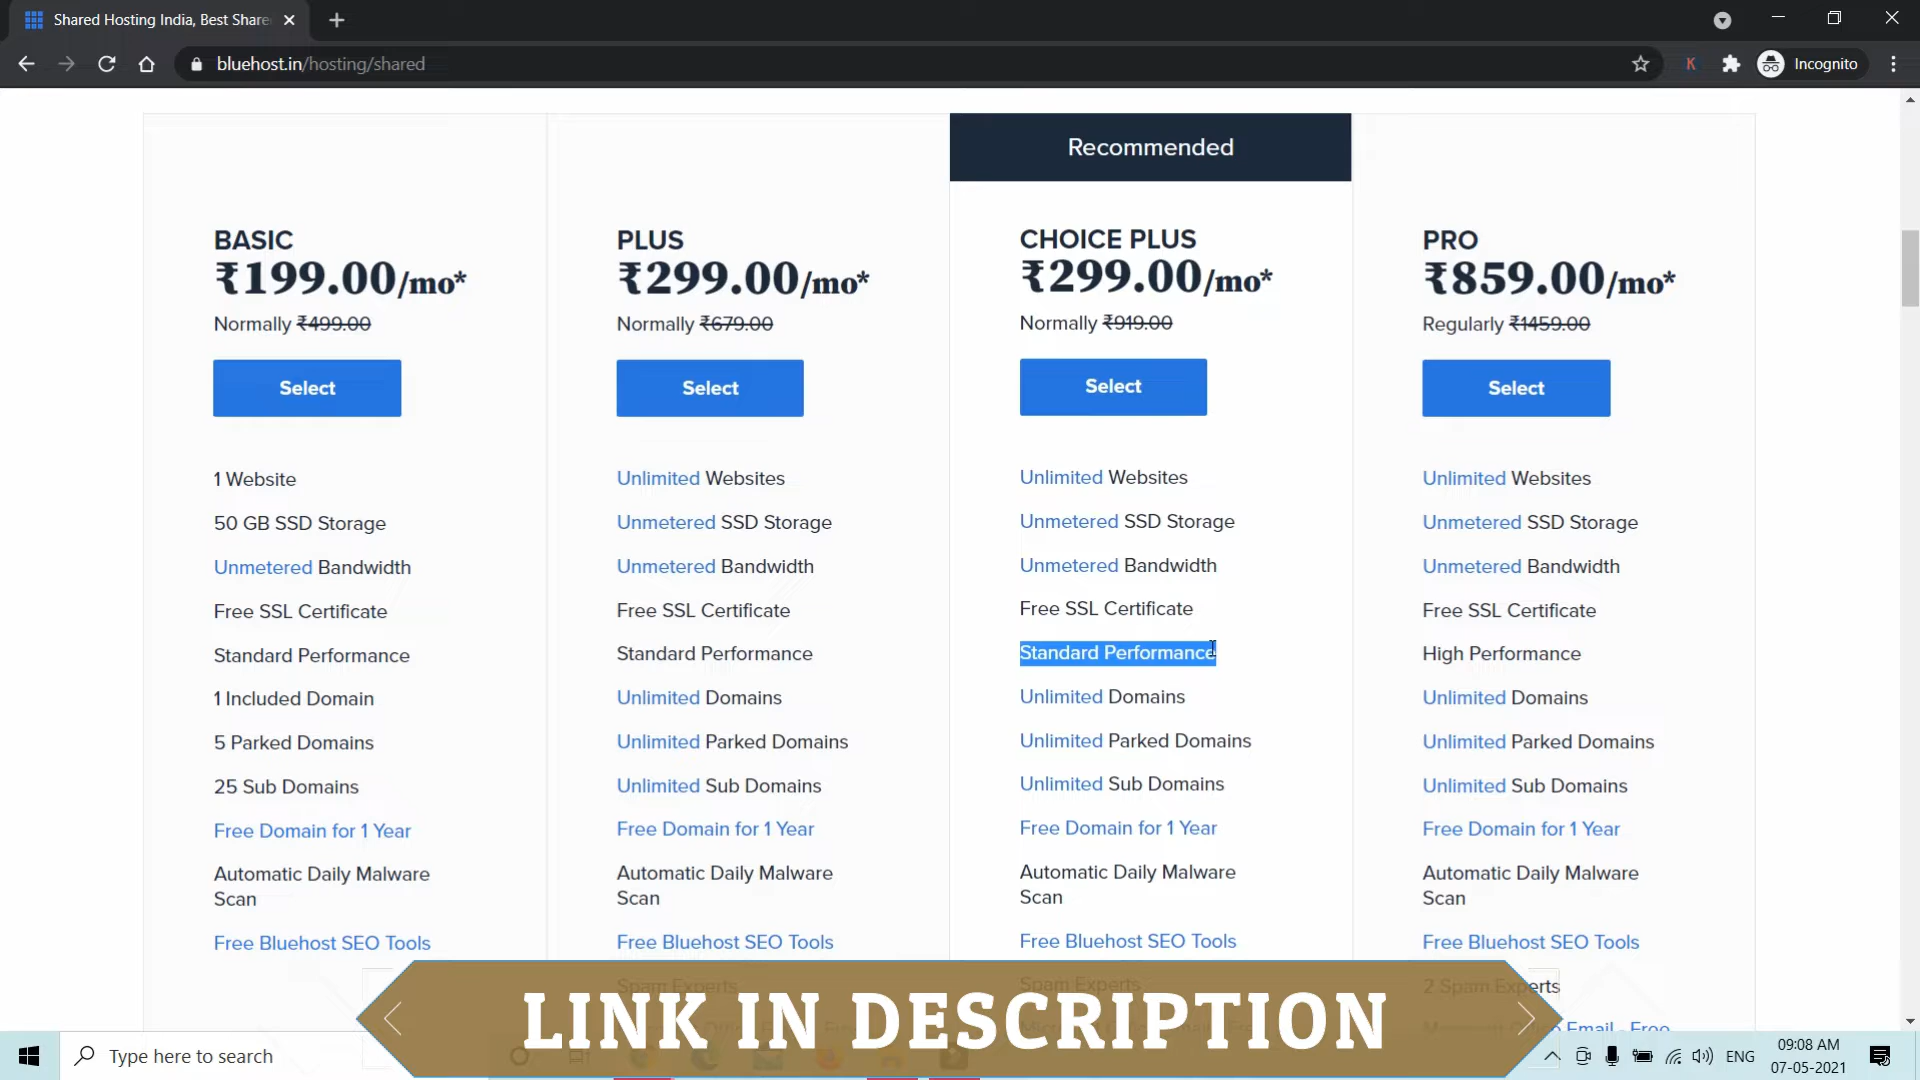 Shared Hosting India, Best Share
bluehost.in/hosting/shared
K
Incognito
Recommended
BASIC
₹199.00/mo*
Normally ₹499.00
Select
1 Website
50 GB SSD Storage
Unmetered Bandwidth
Free SSL Certificate
Standard Performance
1 Included Domain
5 Parked Domains
25 Sub Domains
Free Domain for 1 Year
Automatic Daily Malware
Scan
Free Bluehost SEO Tools
PLUS
₹299.00/mo*
Normally ₹679.00
Select
Unlimited Websites
Unmetered SSD Storage
Unmetered Bandwidth
Free SSL Certificate
Standard Performance
Unlimited Domains
Unlimited Parked Domains
Unlimited Sub Domains
Free Domain for 1 Year
Automatic Daily Malware
Scan
Free Bluehost SEO Tools
Spam Experts
CHOICE PLUS
₹299.00/mo*
Normally ₹919.00
Select
Unlimited Websites
Unmetered SSD Storage
Unmetered Bandwidth
Free SSL Certificate
Standard Performance
Unlimited Domains
Unlimited Parked Domains
Unlimited Sub Domains
Free Domain for 1 Year
Automatic Daily Malware
Scan
Free Bluehost SEO Tools
Spam Experts
PRO
₹859.00/mo*
Regularly ₹1459.00
Select
Unlimited Websites
Unmetered SSD Storage
Unmetered Bandwidth
Free SSL Certificate
High Performance
Unlimited Domains
Unlimited Parked Domains
Unlimited Sub Domains
Free Domain for 1 Year
Automatic Daily Malware
Scan
Free Bluehost SEO Tools
2 Spam Experts
Email - Free
LINK IN DESCRIPTION
Type here to search
ENG
09:08 AM
07-05-2021